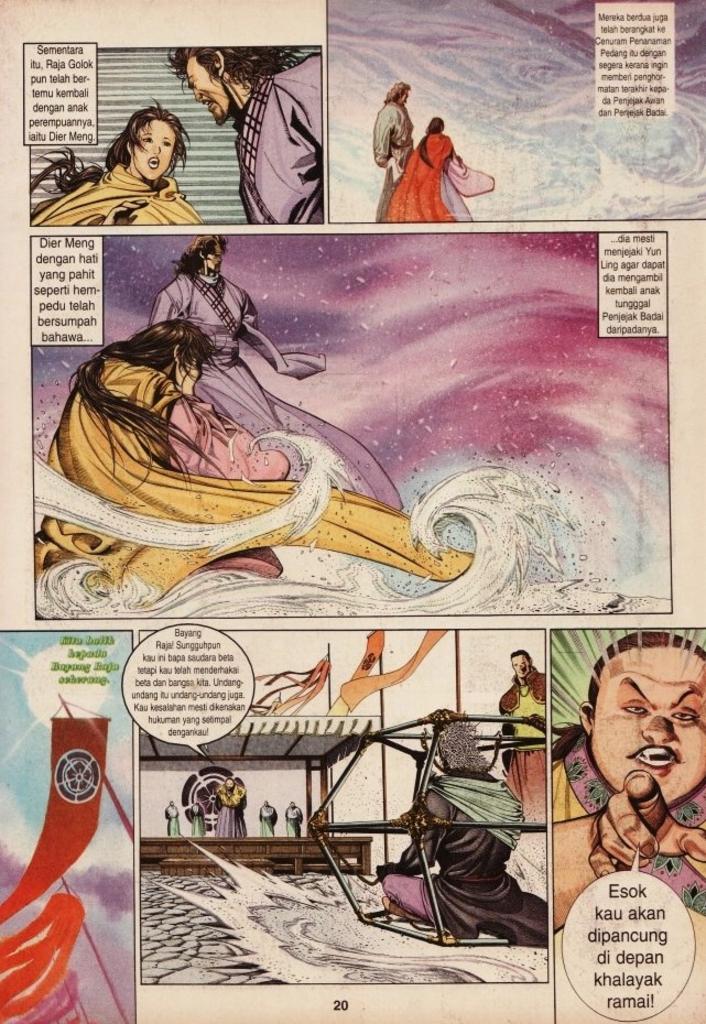 Sementara
itu, Raja Golok
pun telah ber-
temu kembali
dengan anak
perempuannya,
iaitu Dier Meng.
Mereka berdua juga
telah berangkat ke
Cenuram Penanaman
Pedang itu dengan
segera kerana ingin
memberi penghor-
matan terakhir kepa-
da Penjejak Awan
dan Penjejak Badai.
Dier Meng
dengan hati
yang pahit
seperti hem-
pedu telah
bersumpah
bahawa...
...dia mesti
menjejaki Yun
Ling agar dapat
dia mengambil
kembali anak
tungggal
Penjejak Badai
daripadanya.
Kita balik
kepada
Bayang Raja
sekarang.
Bayang
Raja! Sungguhpun
kau ini bapa saudara beta
tetapi kau telah menderhakai
beta dan bangsa kita. Undang-
undang itu undang-undang juga.
Kau kesalahan mesti dikenakan
hukuman yang setimpal
dengankau!
Esok
kau akan
dipancung
di depan
khalayak
ramai!
20